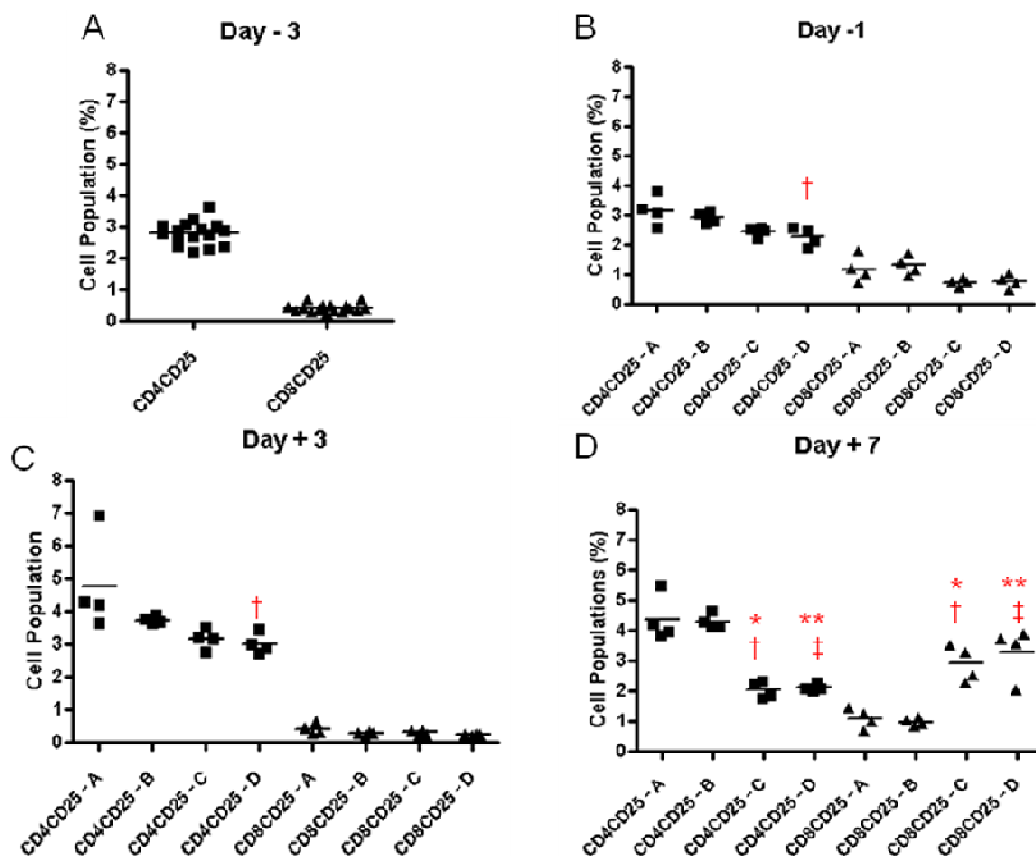 A
Day - 3
Cell Population (%)
8
7
6
5
4
3
2
1
0
CD4CD25
CD8CD25
B
Day -1
Cell Population (%)
8
7
6
5
4
3
2
1
0
†
CD4CD25 - A
CD4CD25 - B
CD4CD25 - C
CD4CD25 - D
CD8CD25 - A
CD8CD25 - B
CD8CD25 - C
CD8CD25 - D
C
Day + 3
Cell Population
8
7
6
5
4
3
2
1
0
†
CD4CD25 - A
CD4CD25 - B
CD4CD25 - C
CD4CD25 - D
CD8CD25 - A
CD8CD25 - B
CD8CD25 - C
CD8CD25 - D
D
Day + 7
Cell Populations (%)
8
7
6
5
4
3
2
1
0
*
†
**
‡
*
†
**
‡
CD4CD25 - A
CD4CD25 - B
CD4CD25 - C
CD4CD25 - D
CD8CD25 - A
CD8CD25 - B
CD8CD25 - C
CD8CD25 - D